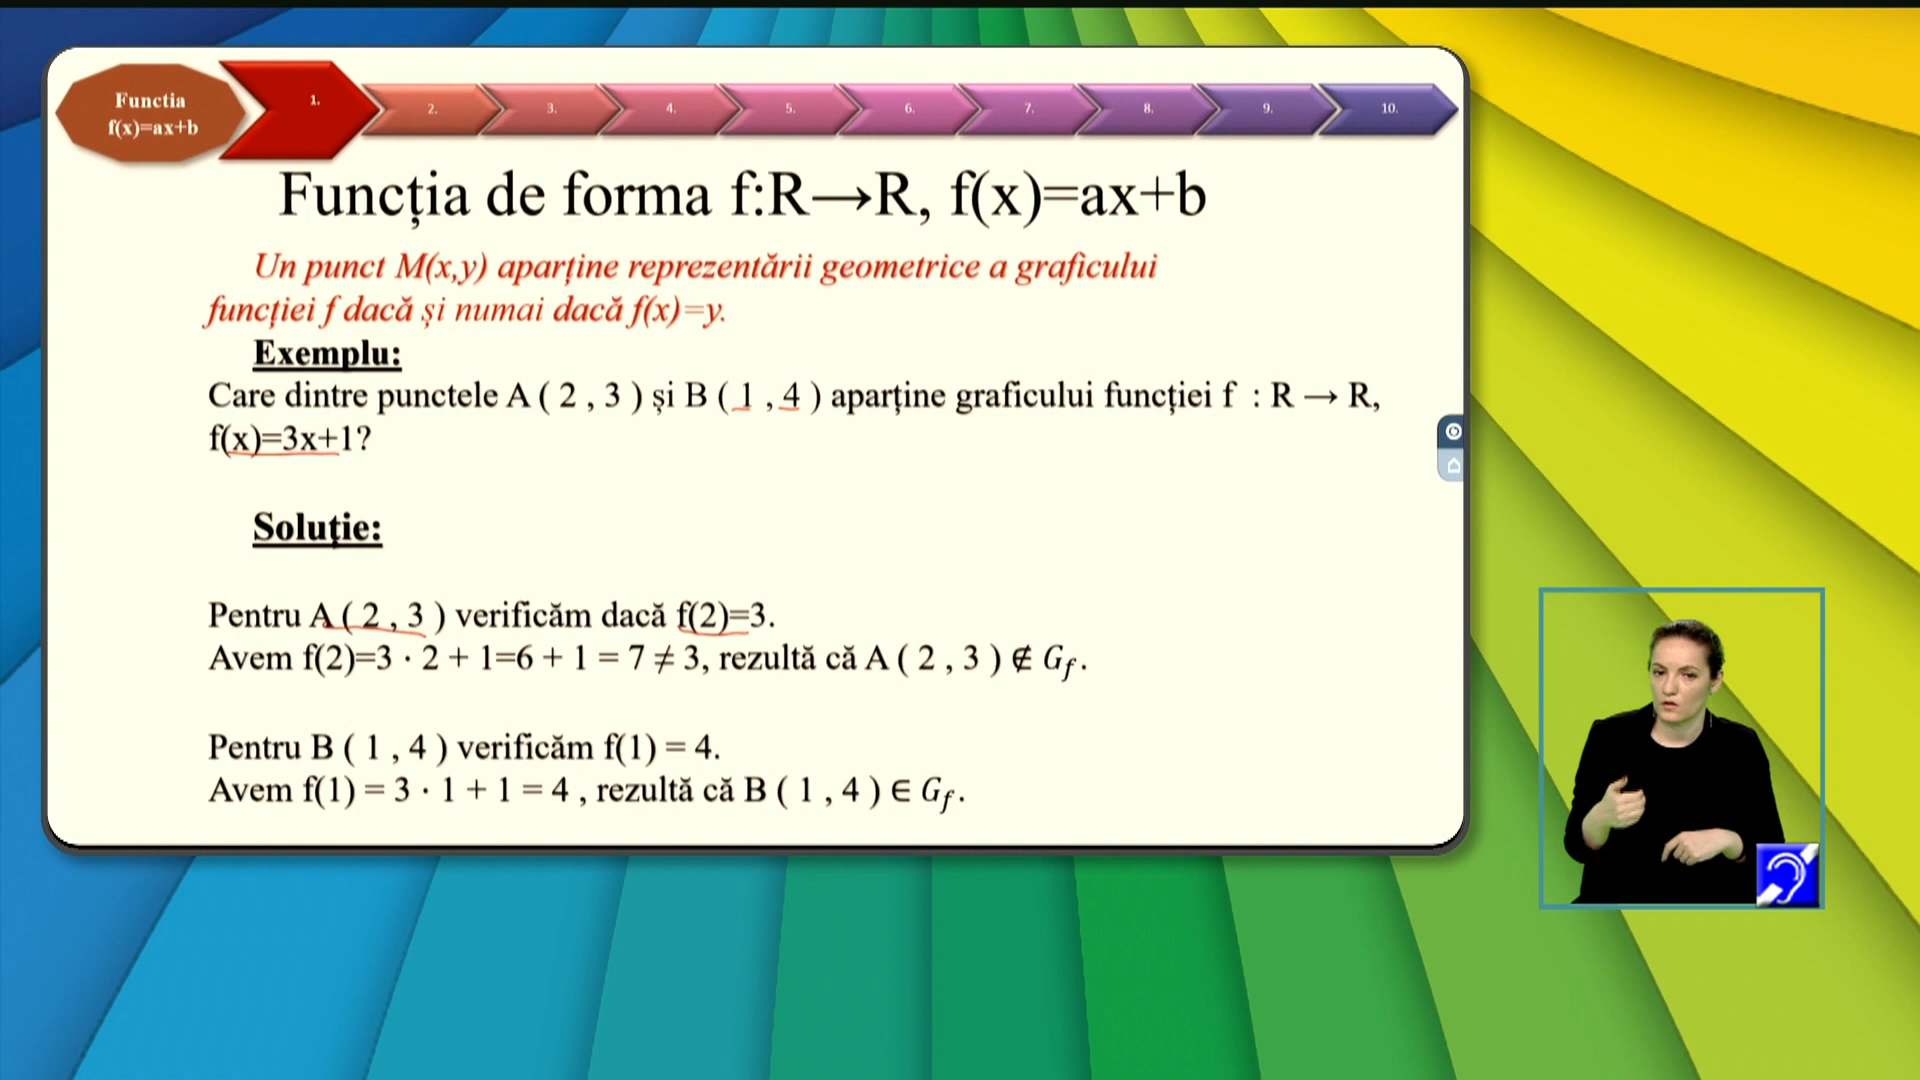 Functia
f(x)=ax+b
1.
2.
3.
4.
5.
6.
7.
8.
9.
10.
Funcția de forma f:R→R, f(x)=ax+b
Un punct M(x,y) aparține reprezentării geometrice a graficului
funcției f dacă și numai dacă f(x)=y.
Exemplu:
Care dintre punctele A ( 2 , 3 ) și B ( 1 , 4 ) aparține graficului funcției f : R → R,
f(x)=3x+1?
Soluție:
Pentru A ( 2 , 3 ) verificăm dacă f(2)=3.
Avem f(2)=3 · 2 + 1=6 + 1 = 7 ≠ 3, rezultă că A ( 2 , 3 ) ∉ Gf.
Pentru B ( 1 , 4 ) verificăm f(1) = 4.
Avem f(1) = 3 · 1 + 1 = 4 , rezultă că B ( 1 , 4 ) ∈ Gf.